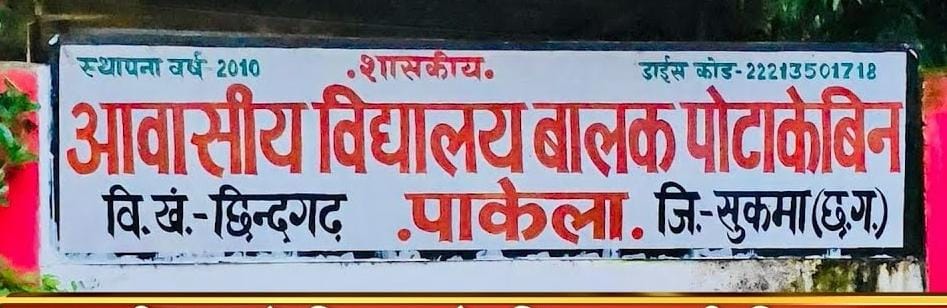 स्थापना वर्ष-2010 .शासकीय. डाईस कोड-22213501718
आवासीय विद्यालय बालक पोटाकेबिन
वि.खं.-छिन्दगढ़ .पाकेला. जि.-सुकमा (छ.ग.)